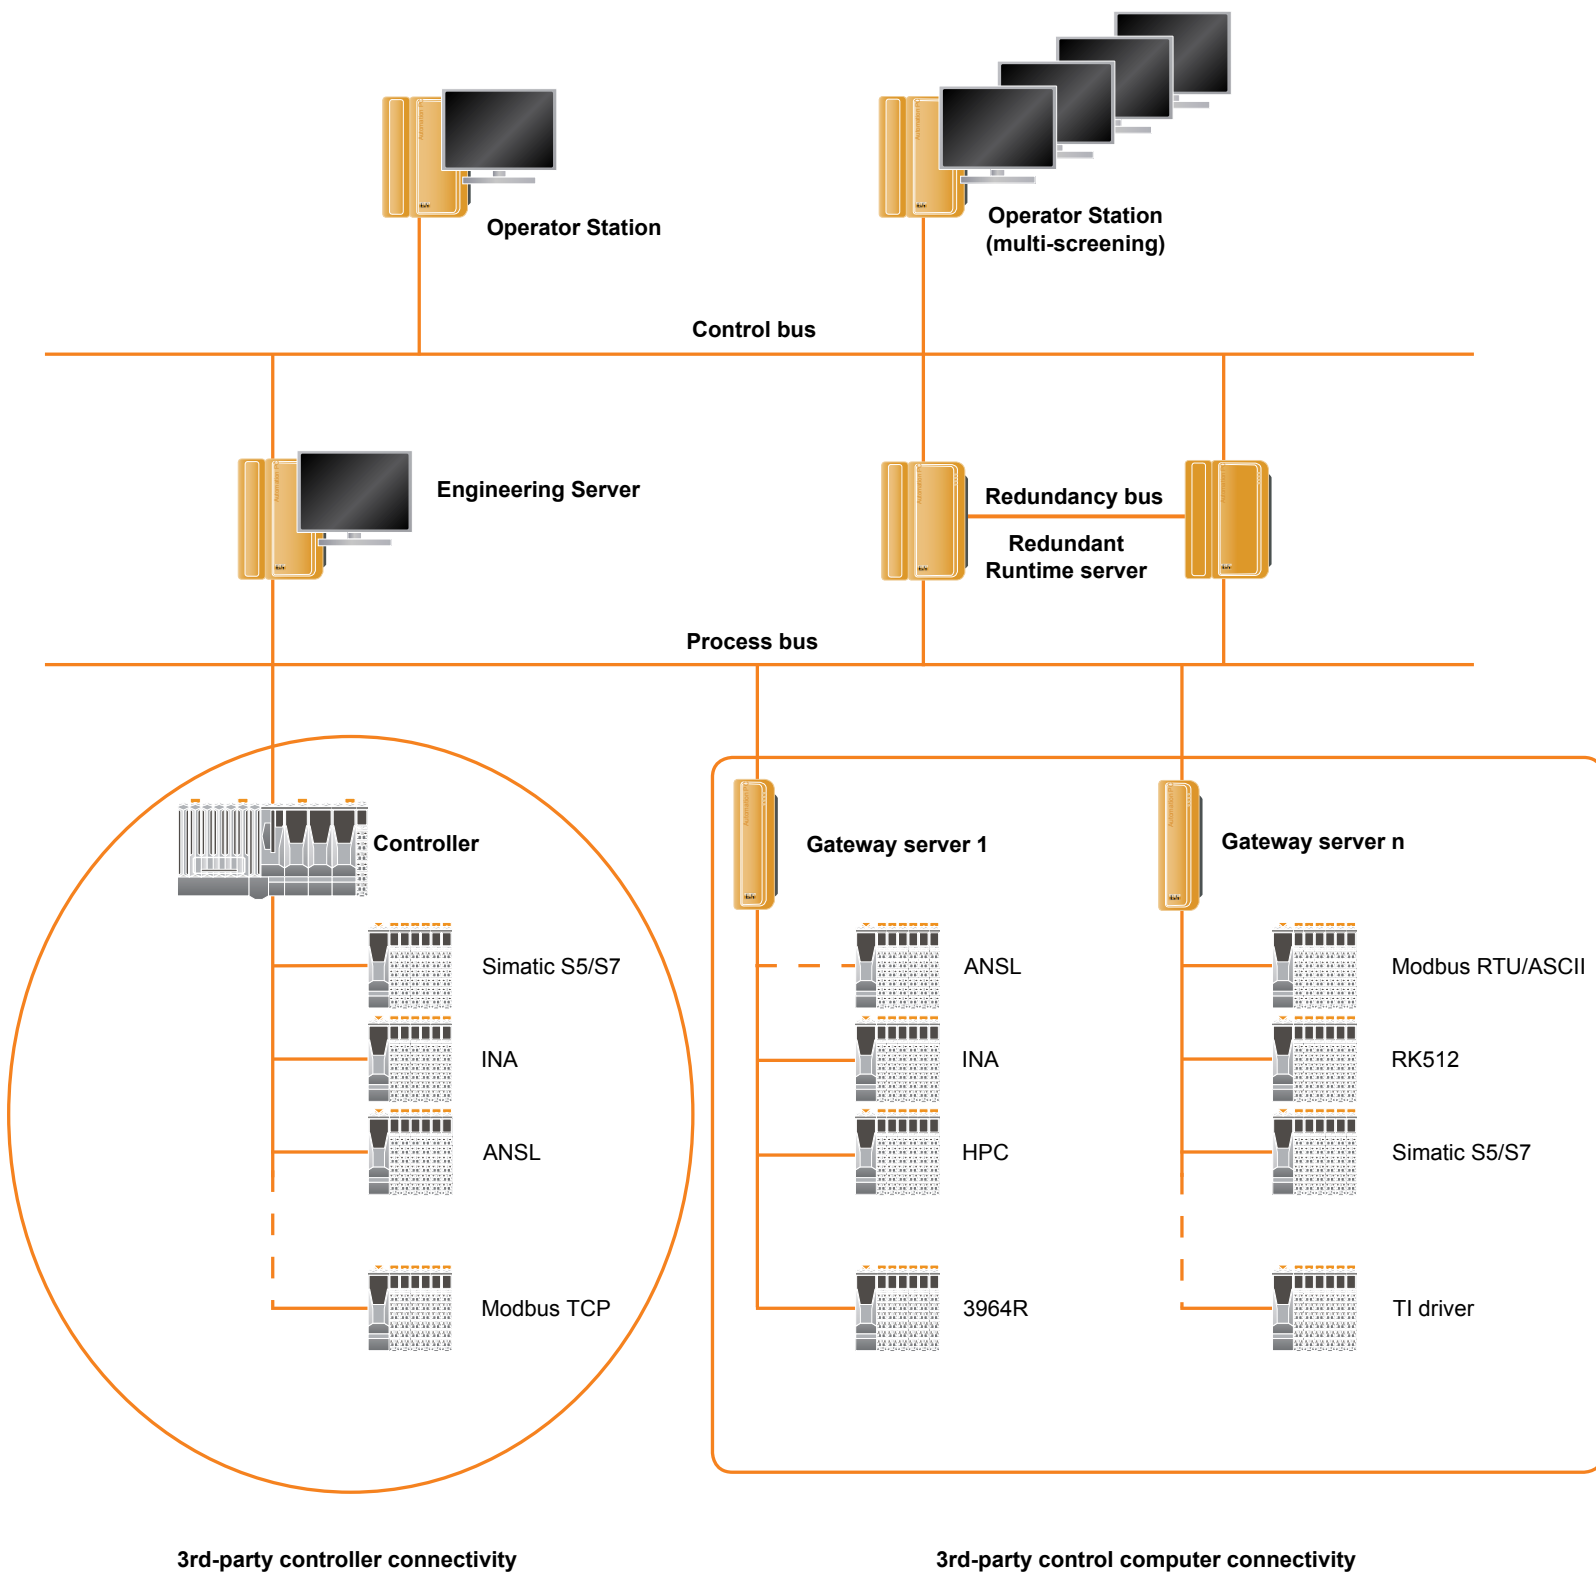 Operator Station
Operator Station
(multi-screening)
Control bus
Engineering Server
Redundancy bus
Redundant
Runtime server
Process bus
Controller
Gateway server 1
Gateway server n
Simatic S5/S7
INA
ANSL
Modbus TCP
ANSL
INA
HPC
3964R
Modbus RTU/ASCII
RK512
Simatic S5/S7
TI driver
3rd-party controller connectivity
3rd-party control computer connectivity